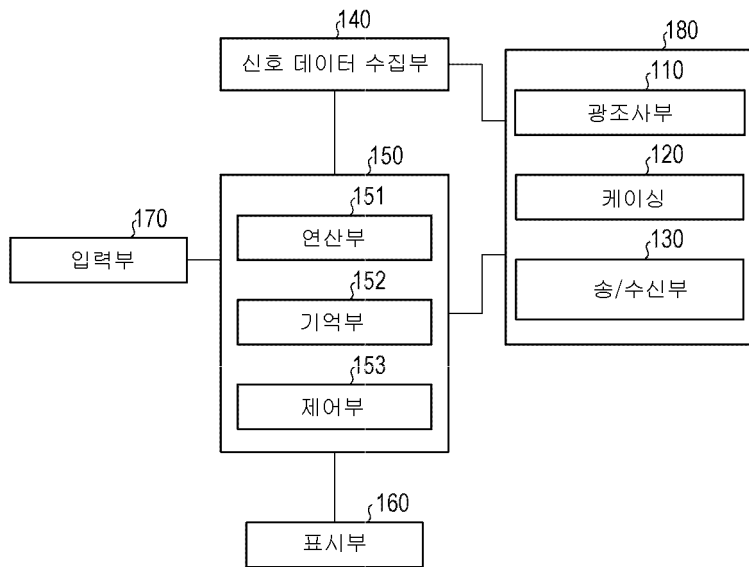 140
신호 데이터 수집부
180
110
광조사부
120
케이싱
130
송/수신부
150
151
연산부
152
기억부
153
제어부
170
입력부
160
표시부